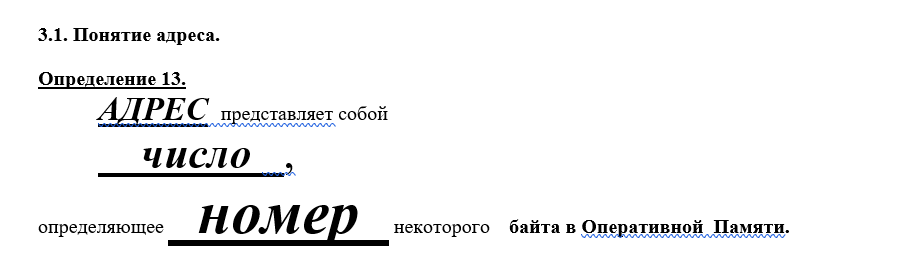 3.1. Понятие адреса.
Определение 13.
АДРЕС представляет собой
число ,
определяющее номер некоторого байта в Оперативной Памяти.